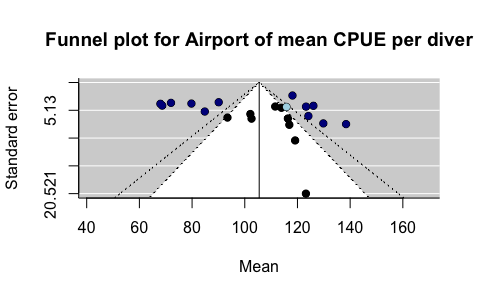 Funnel plot for Airport of mean CPUE per diver
Standard error
5.13
20.521
40 60 80 100 120 140 160
Mean